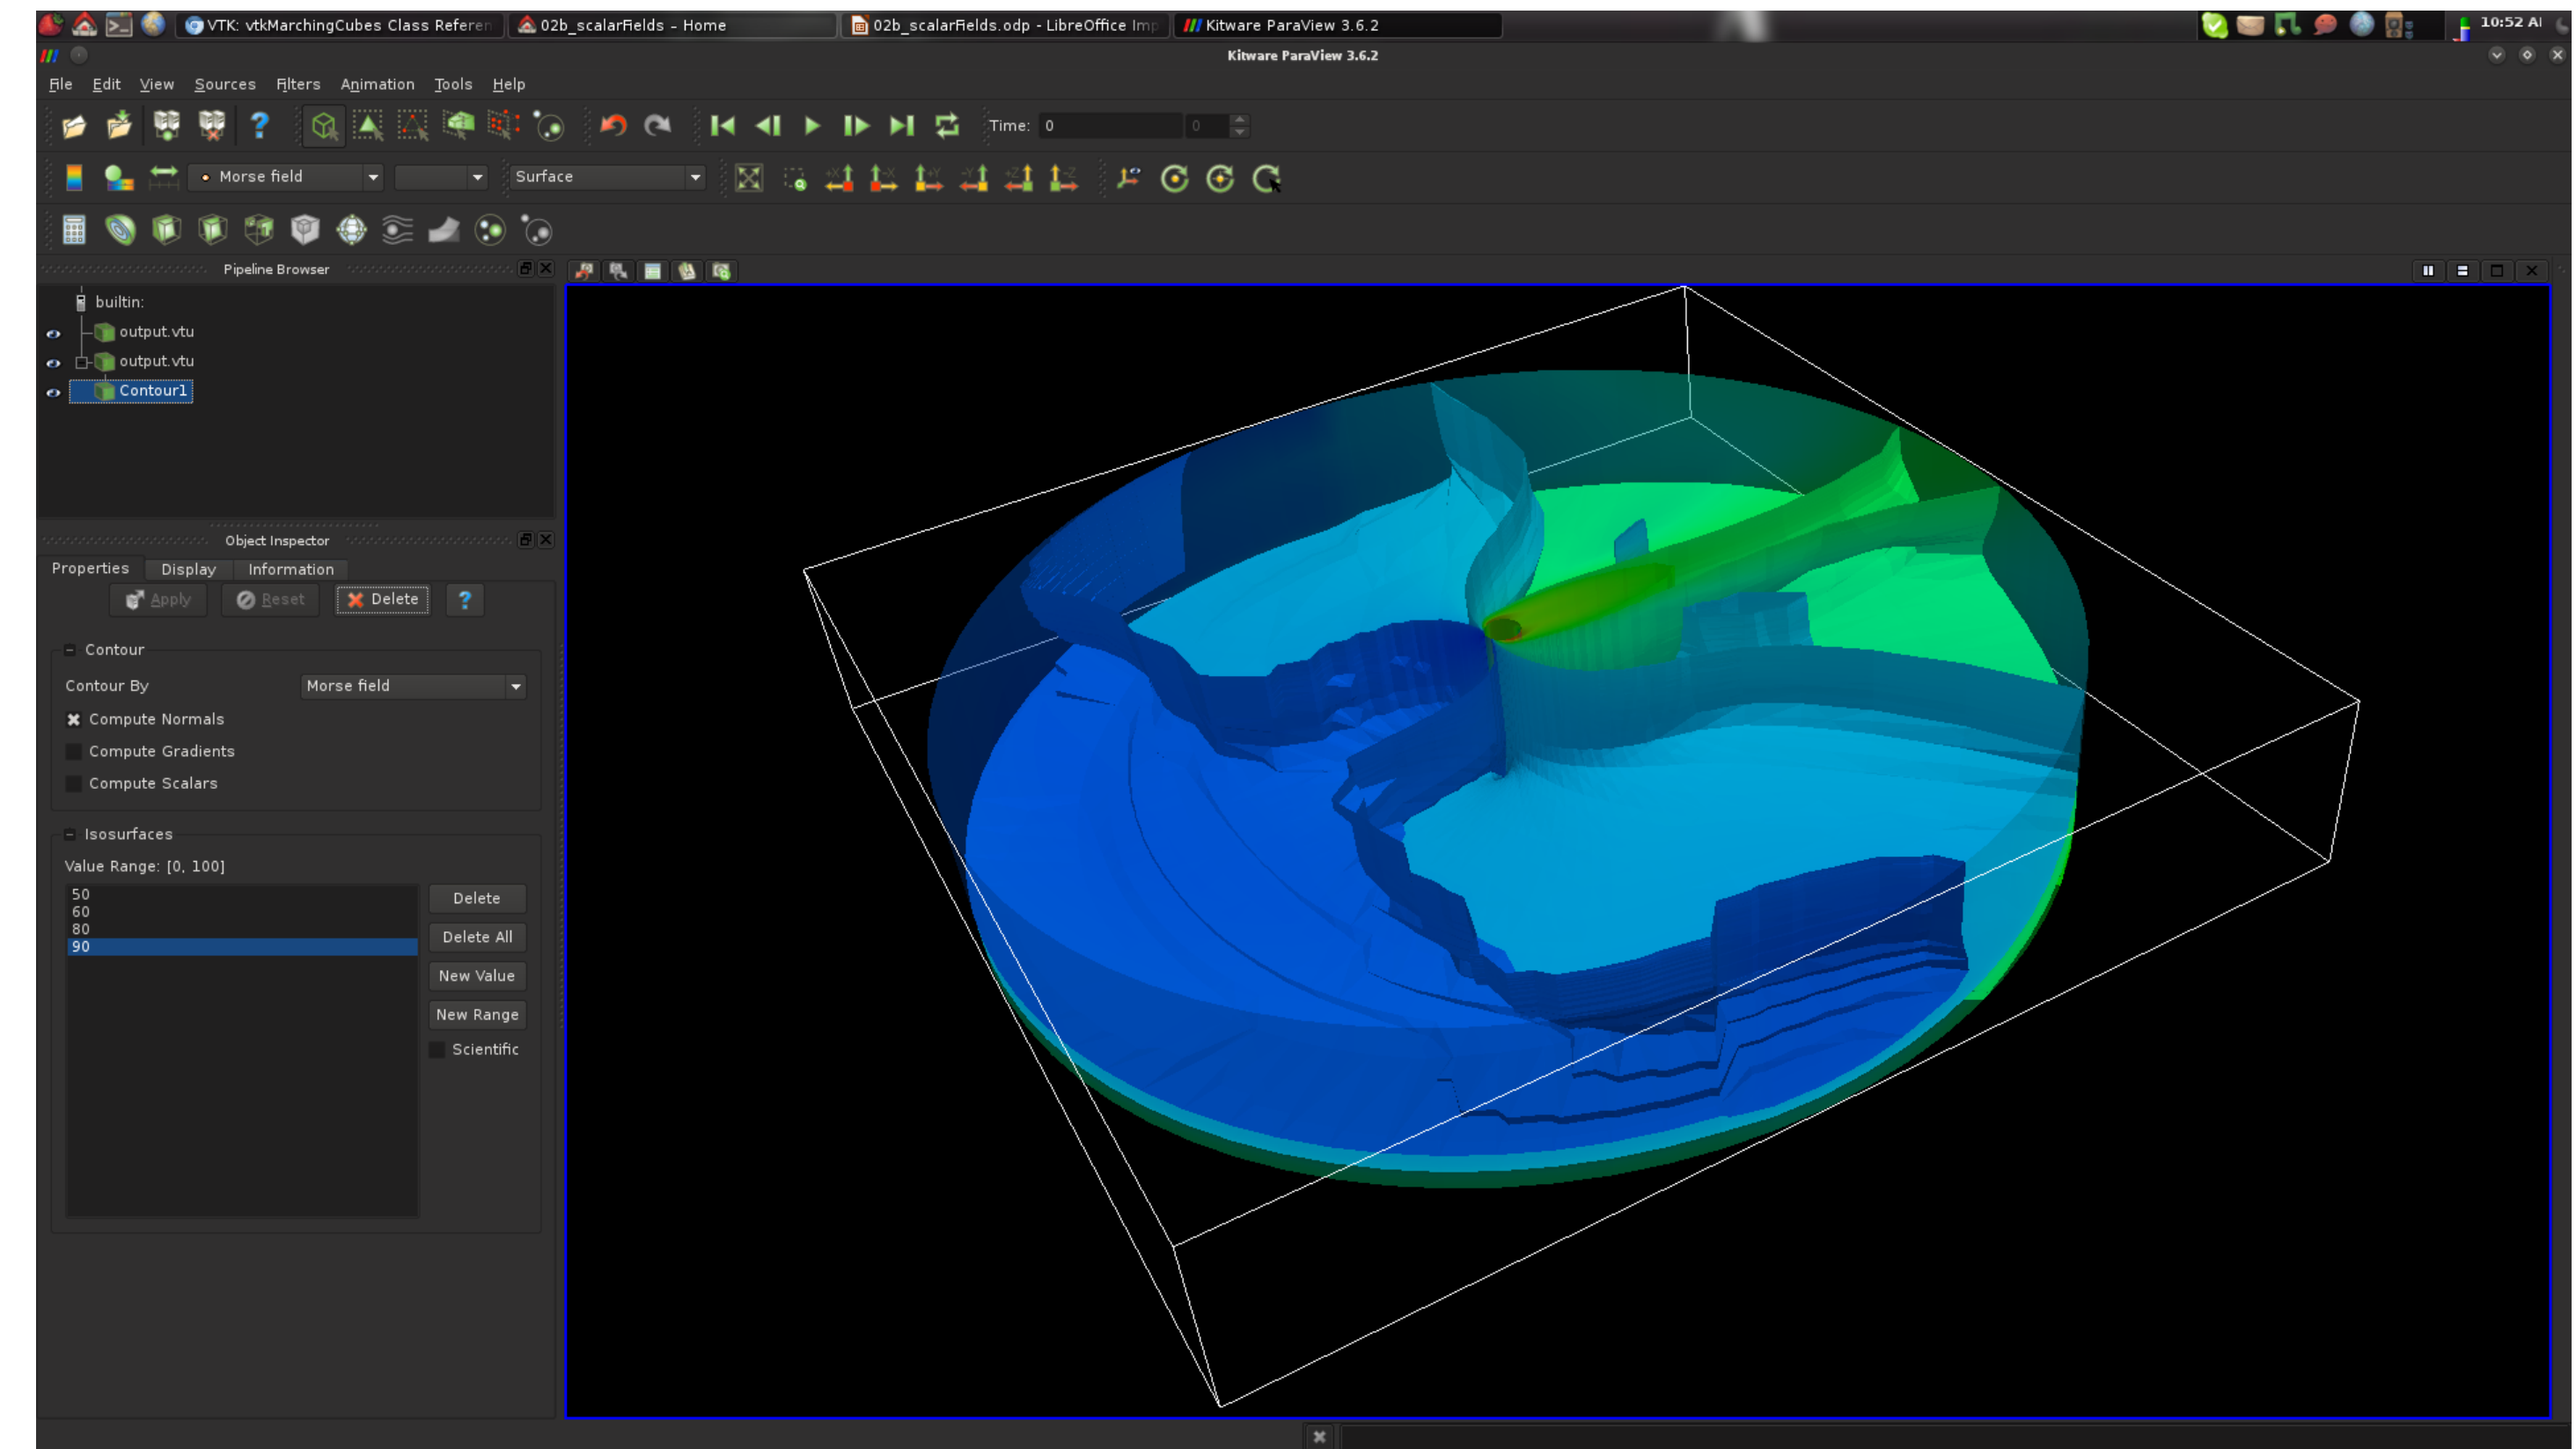 VTK: vtkMarchingCubes Class Referen
02b_scalarFields - Home
02b_scalarFields.odp - LibreOffice Imp
Kitware ParaView 3.6.2
10:52 AM
Kitware ParaView 3.6.2
File Edit View Sources Filters Animation Tools Help
Time: 0 0
Morse field Surface
+X -X +Y -Y +Z -Z
Pipeline Browser
builtin:
output.vtu
output.vtu
Contour1
Object Inspector
Properties Display Information
Apply Reset Delete ?
Contour
Contour By Morse field
Compute Normals
Compute Gradients
Compute Scalars
Isosurfaces
Value Range: [0, 100]
50
60
80
90
Delete
Delete All
New Value
New Range
Scientific